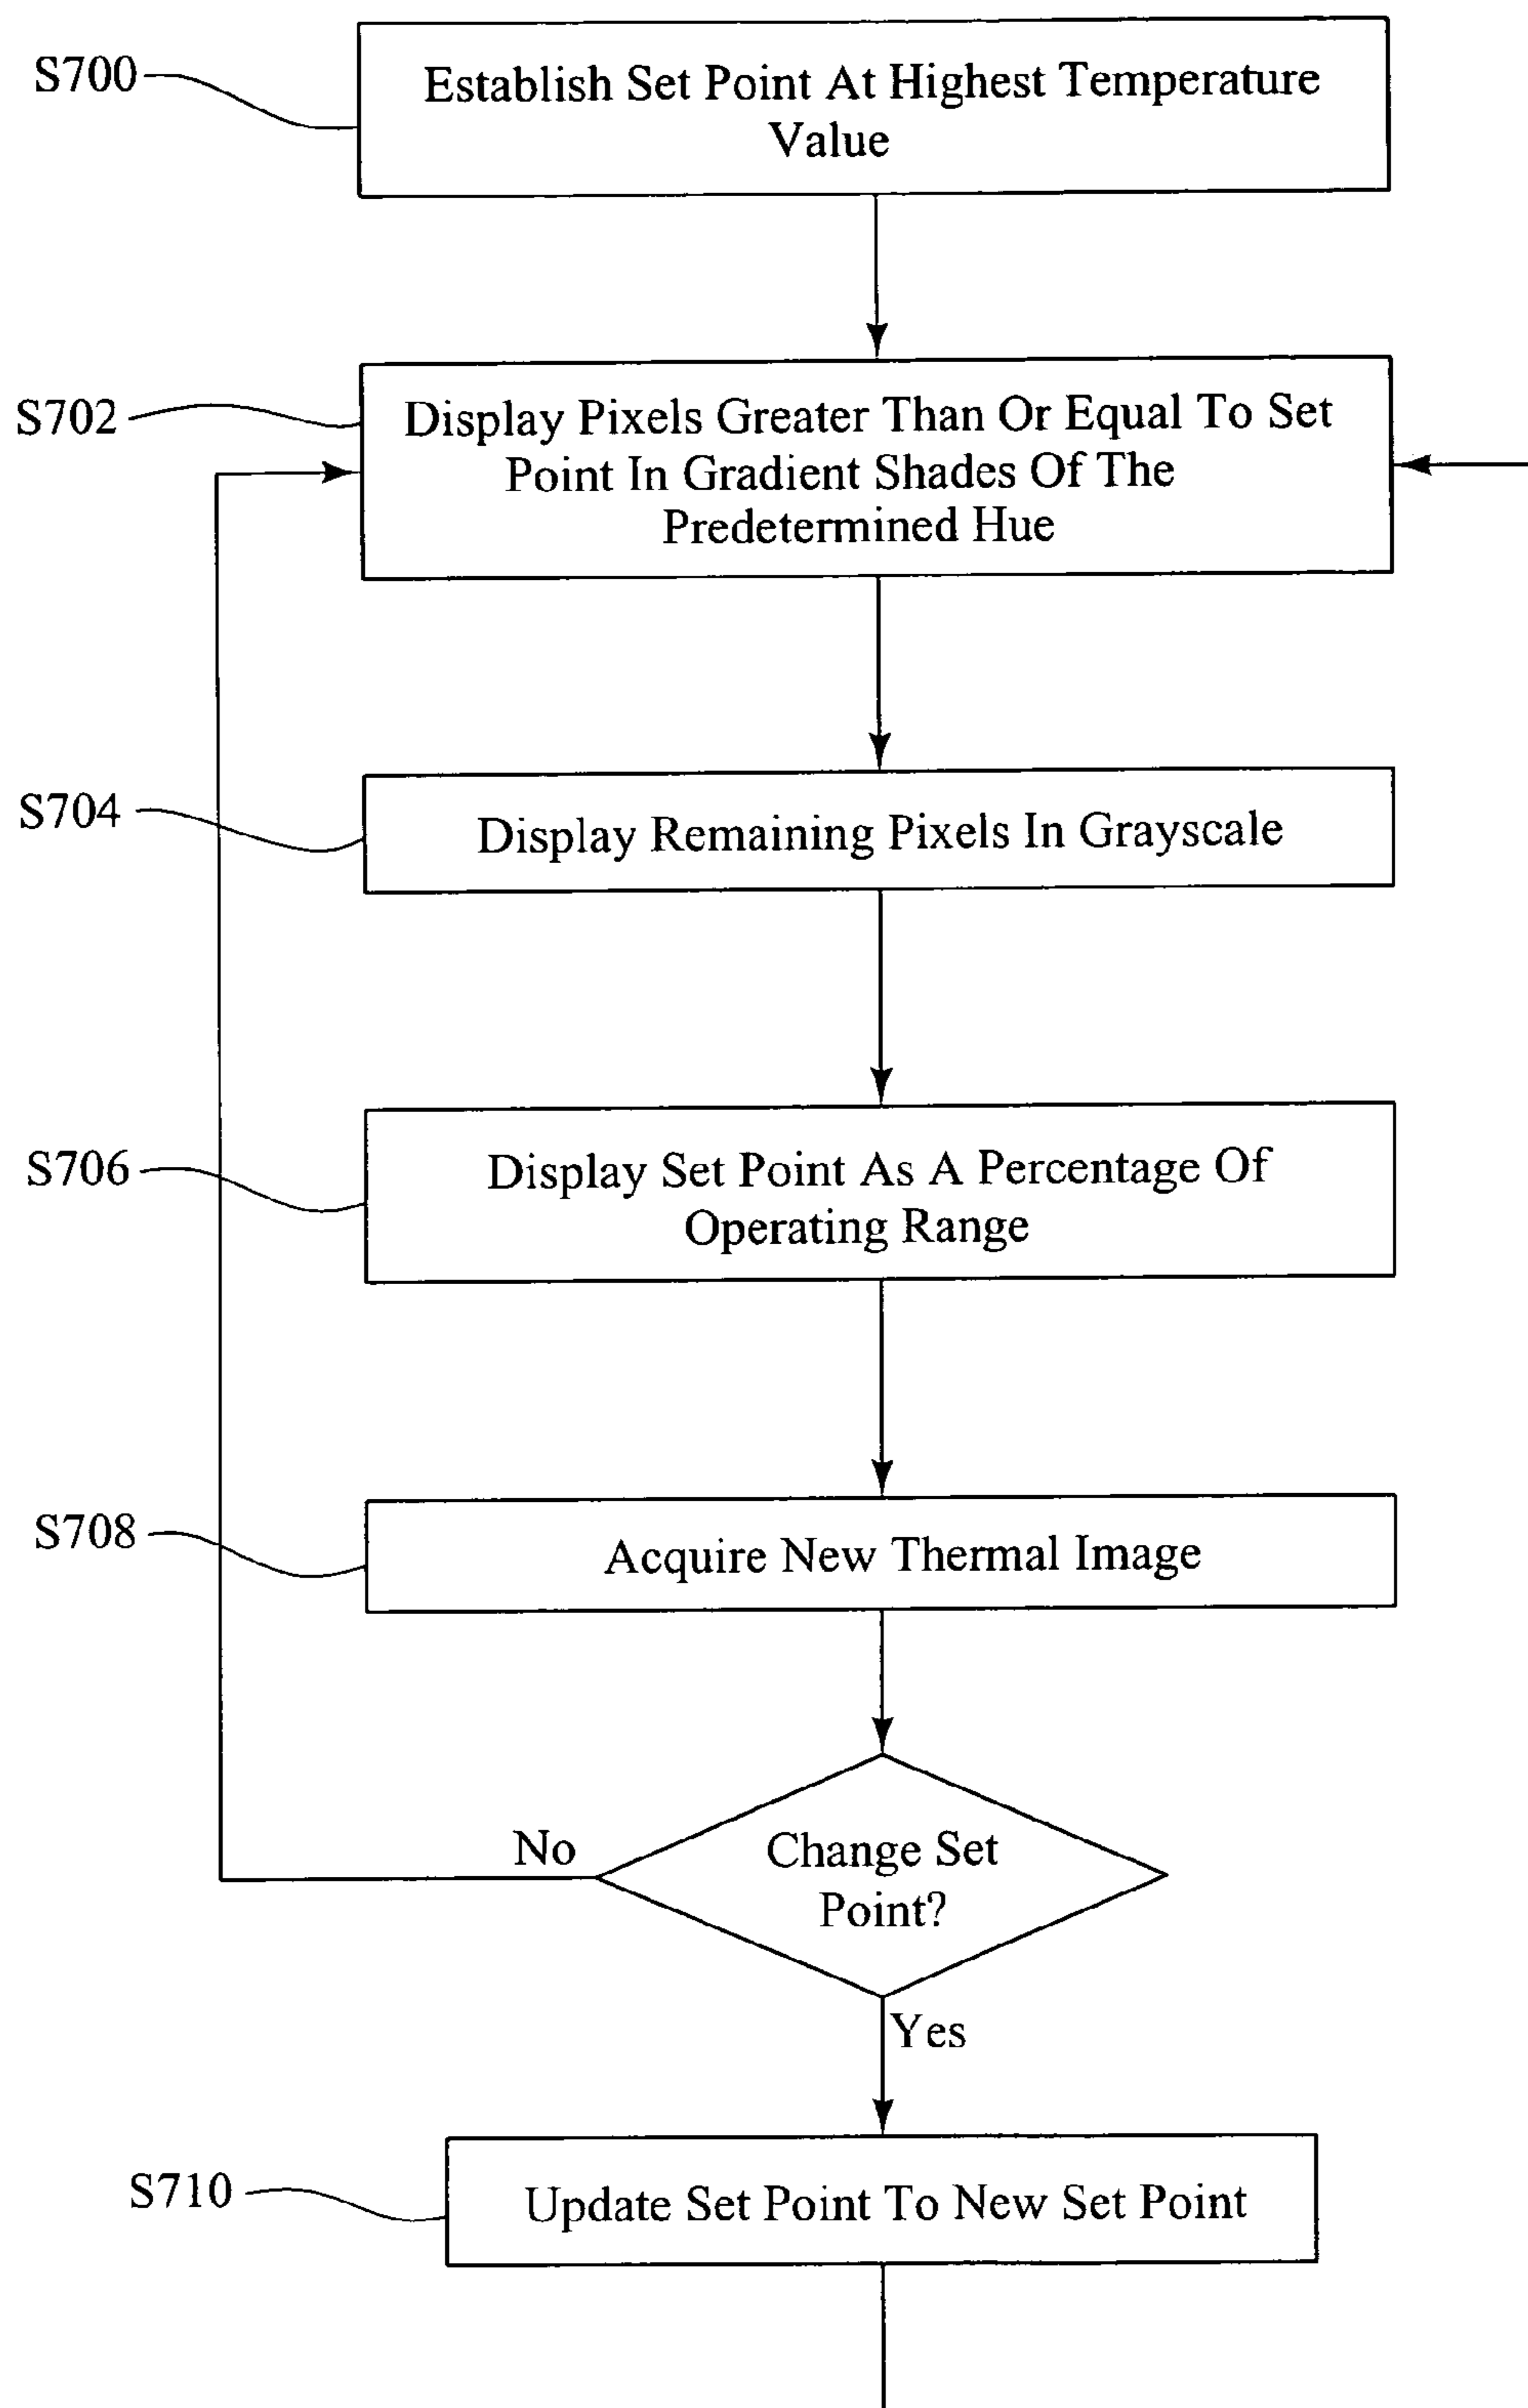 S700
Establish Set Point At Highest Temperature
Value
S702
Display Pixels Greater Than Or Equal To Set
Point In Gradient Shades Of The
Predetermined Hue
S704
Display Remaining Pixels In Grayscale
S706
Display Set Point As A Percentage Of
Operating Range
S708
Acquire New Thermal Image
No
Change Set
Point?
Yes
S710
Update Set Point To New Set Point